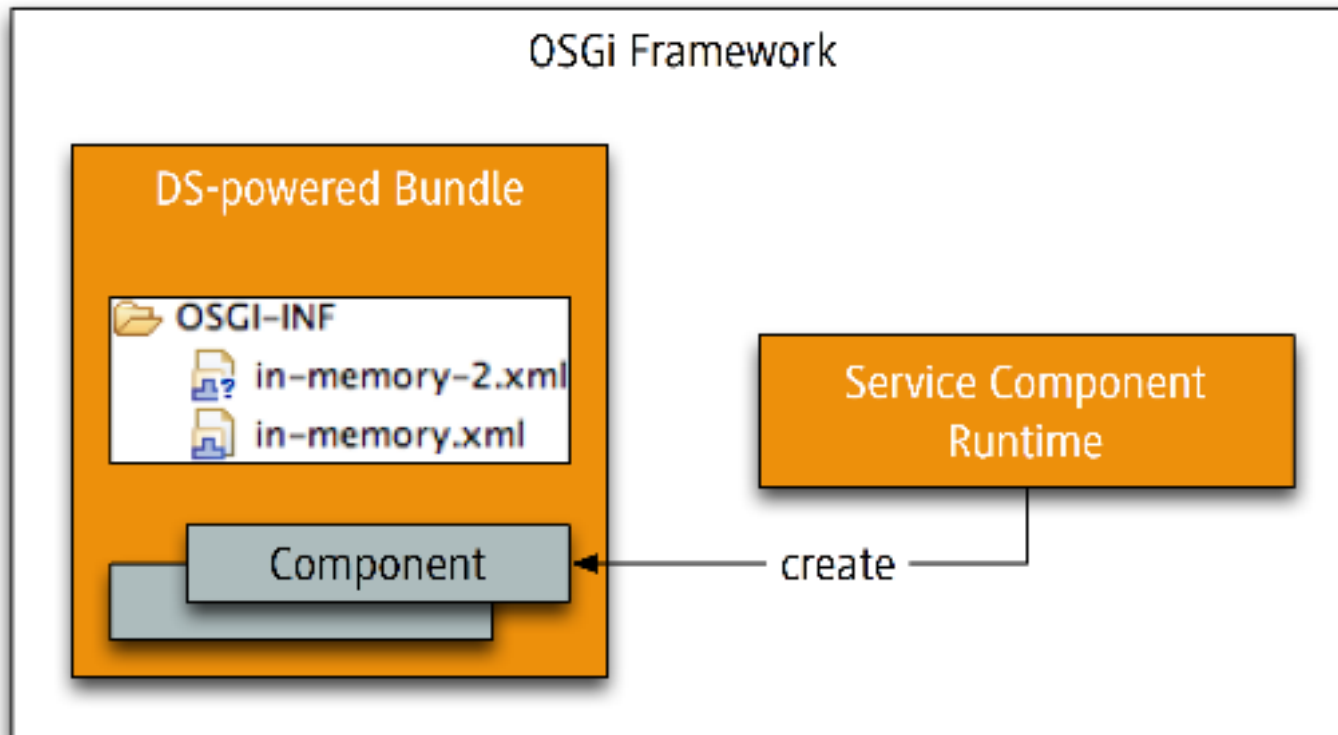 OSGi Framework
DS-powered Bundle
OSGI-INF
in-memory-2.xml
in-memory.xml
Component
Service Component
Runtime
create